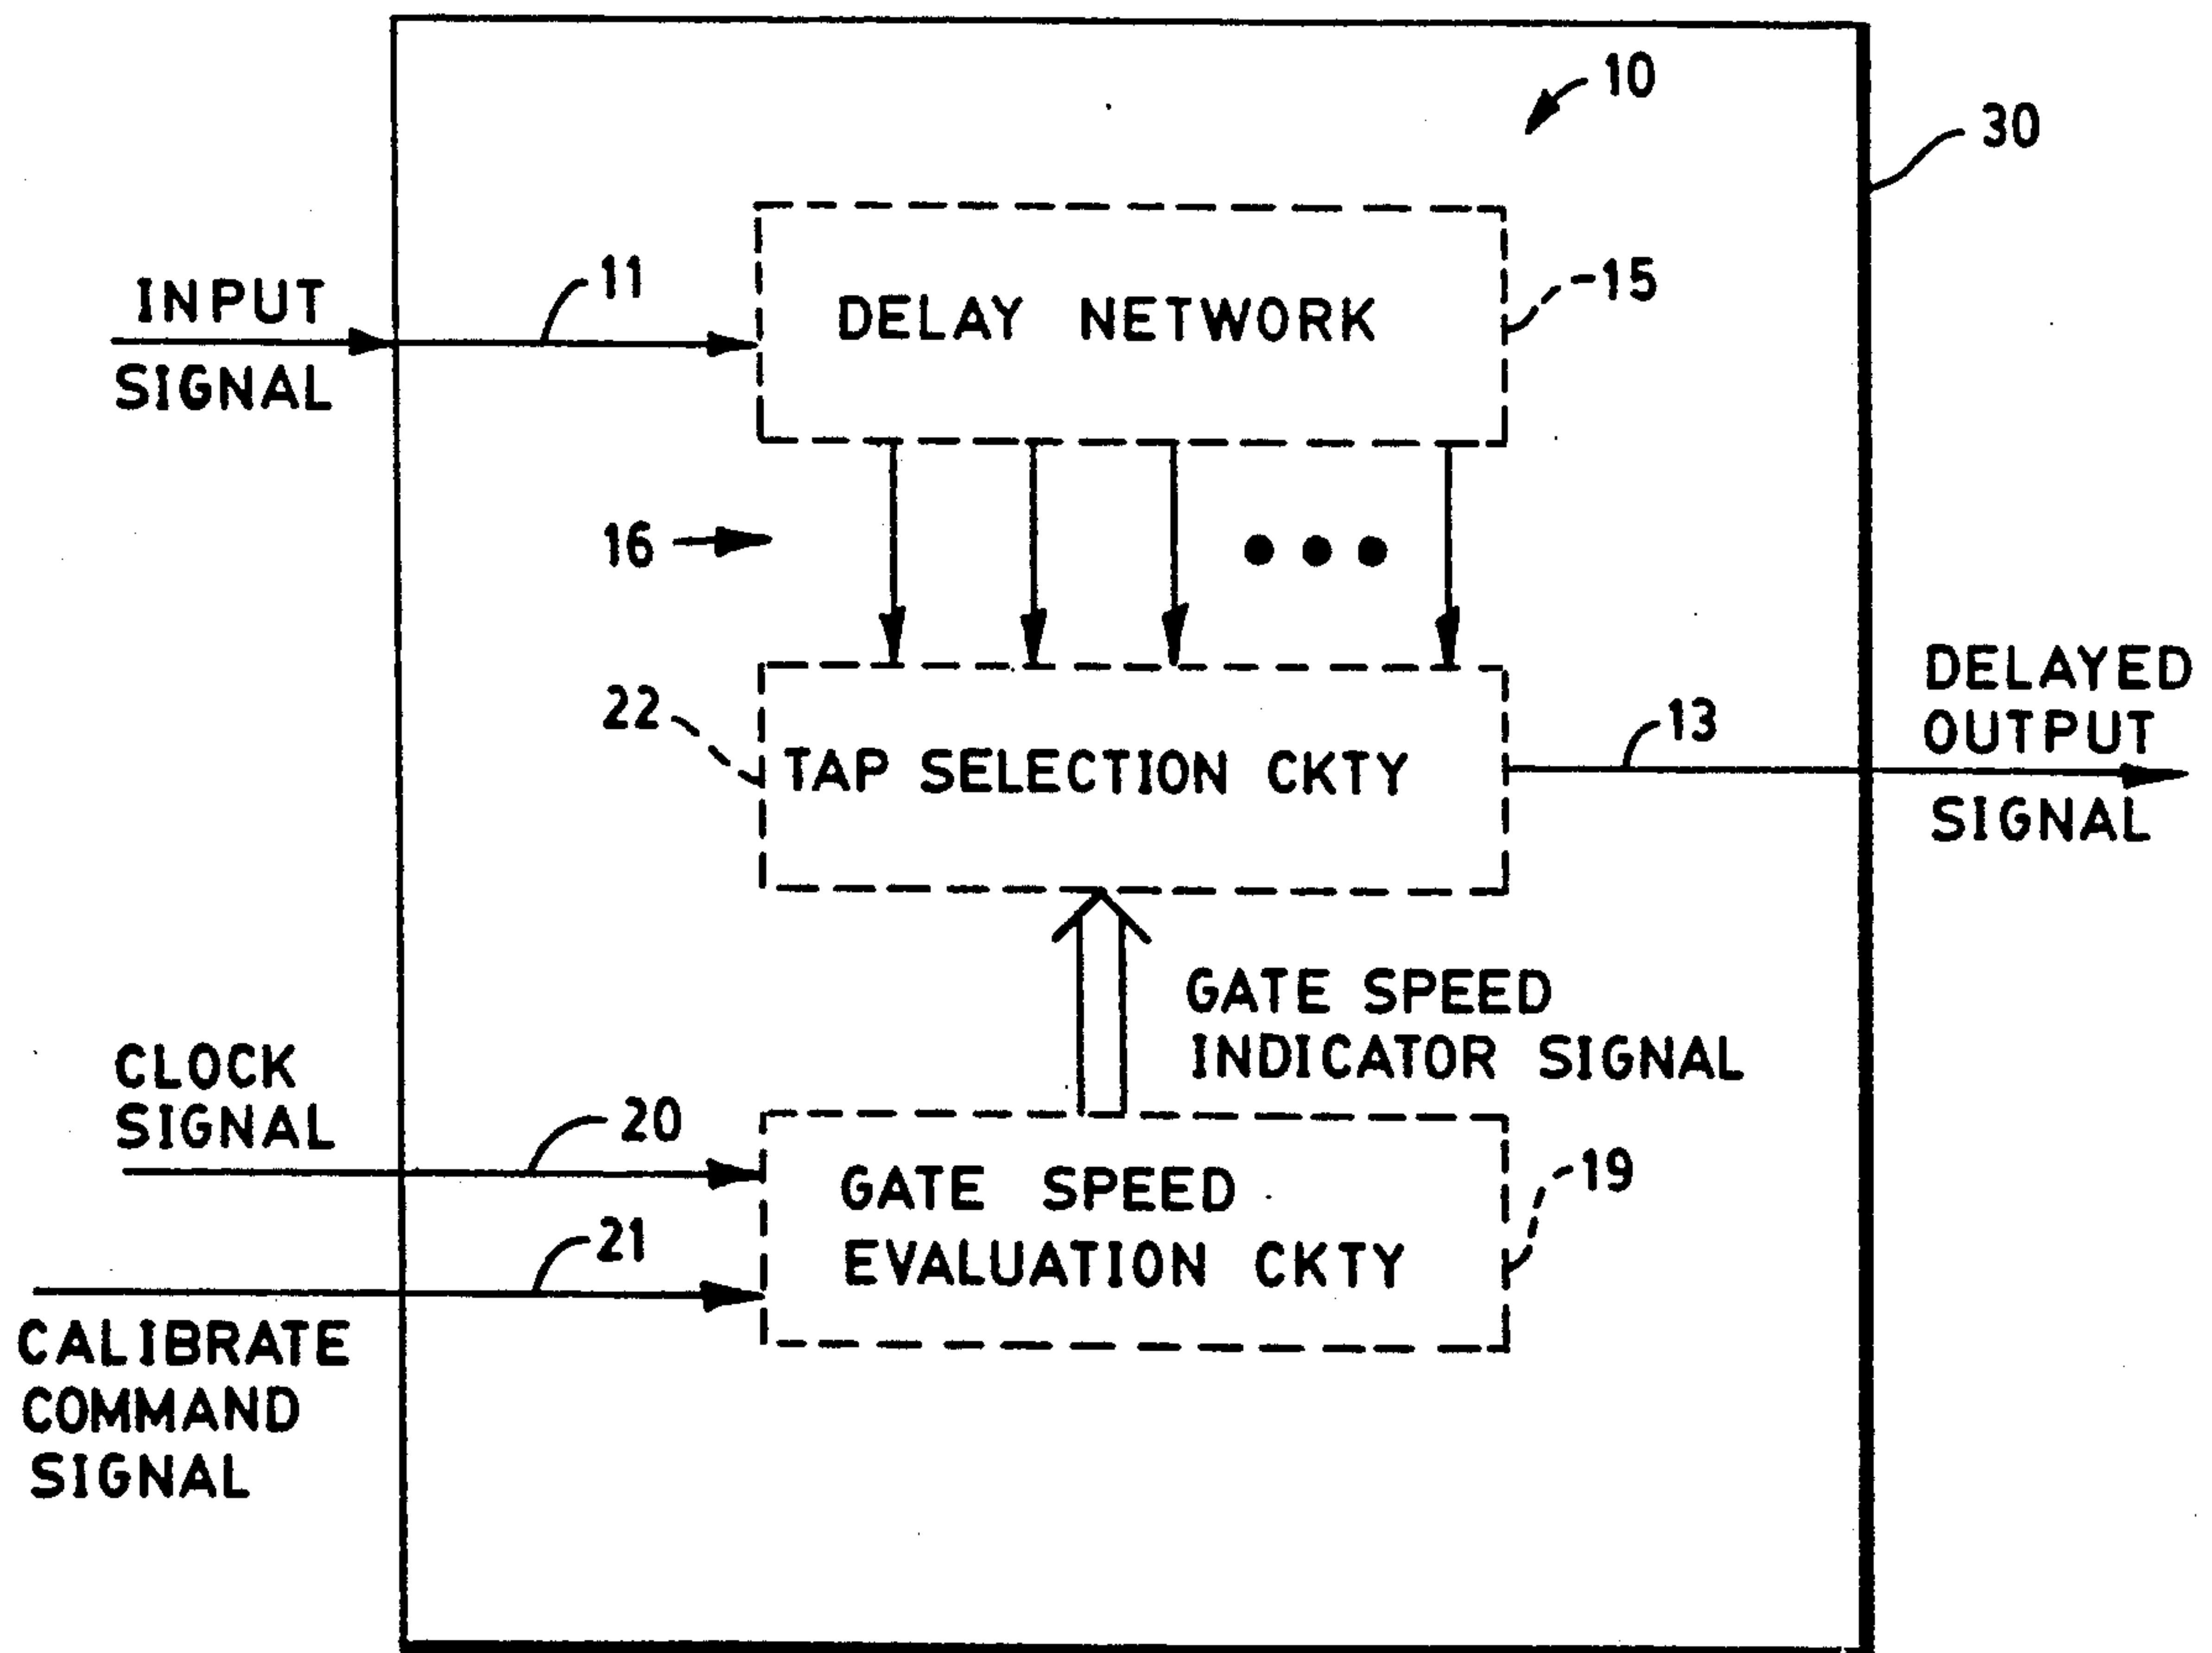 10
30
INPUT
SIGNAL
11
DELAY NETWORK
15
16
22
TAP SELECTION CKTY
13
DELAYED
OUTPUT
SIGNAL
GATE SPEED
INDICATOR SIGNAL
CLOCK
SIGNAL
20
GATE SPEED
EVALUATION CKTY
19
21
CALIBRATE
COMMAND
SIGNAL